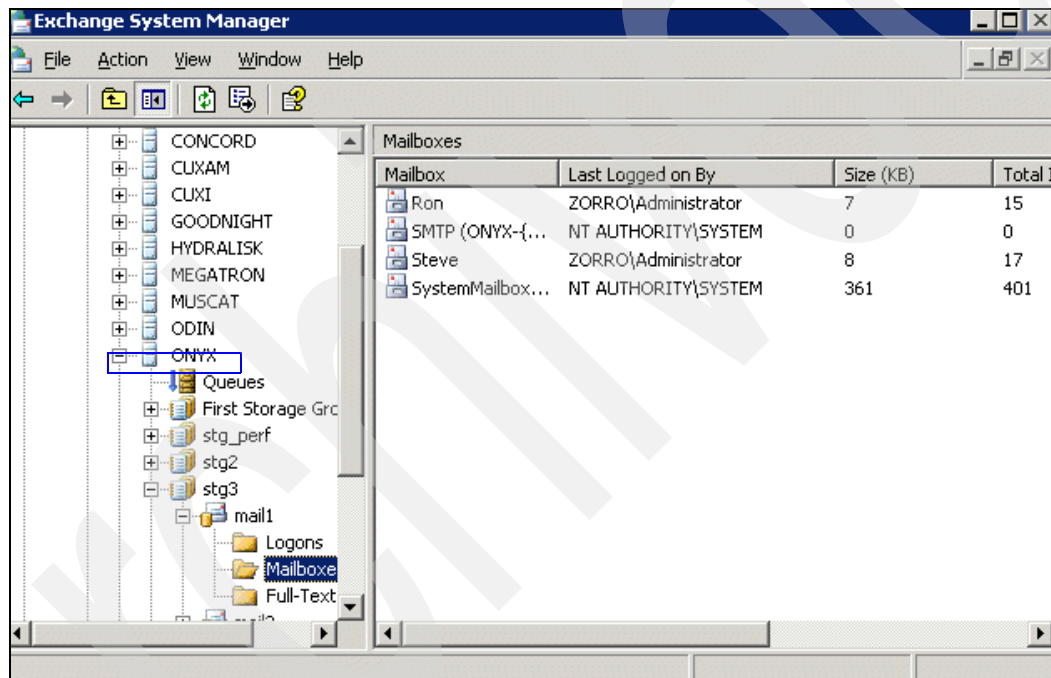 Exchange System Manager
File Action View Window Help
CONCORD
CUXAM
CUXI
GOODNIGHT
HYDRALISK
MEGATRON
MUSCAT
ODIN
ONYX
Queues
First Storage Grc
stg_perf
stg2
stg3
mail1
Logons
Mailboxe
Full-Text
Mailboxes
Mailbox Last Logged on By Size (KB) Total I
Ron ZORRO\Administrator 7 15
SMTP (ONYX-{... NT AUTHORITY\SYSTEM 0 0
Steve ZORRO\Administrator 8 17
SystemMailbox... NT AUTHORITY\SYSTEM 361 401